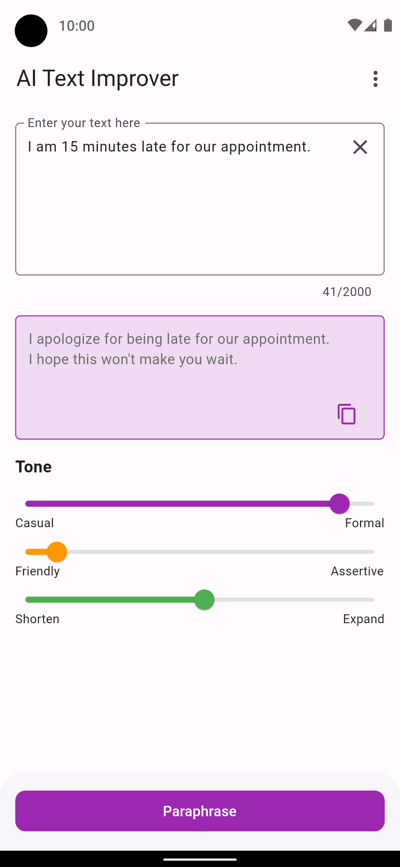 10:00
AI Text Improver
Enter your text here
I am 15 minutes late for our appointment.
41/2000
I apologize for being late for our appointment.
I hope this won't make you wait.
Tone
Casual Formal
Friendly Assertive
Shorten Expand
Paraphrase